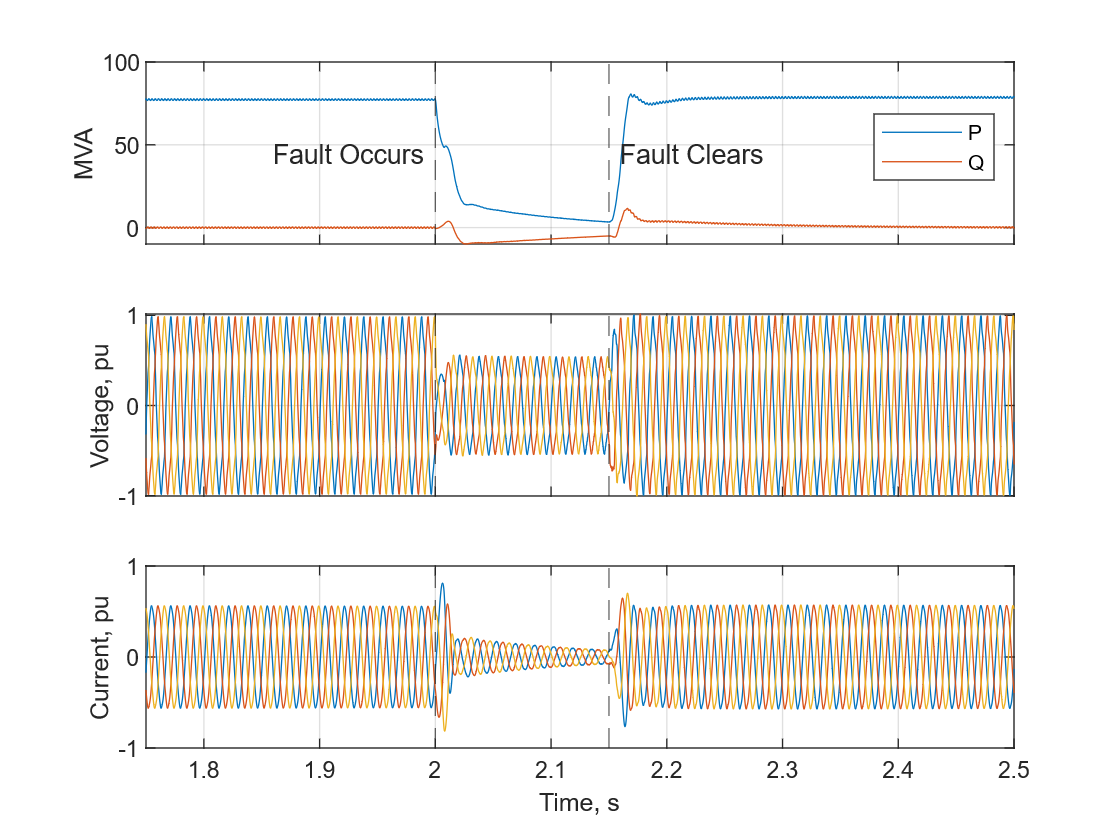 100
50
0
MVA
Fault Occurs
Fault Clears
P
Q
1
0
-1
Voltage, pu
1
0
-1
Current, pu
1.8 1.9 2 2.1 2.2 2.3 2.4 2.5
Time, s